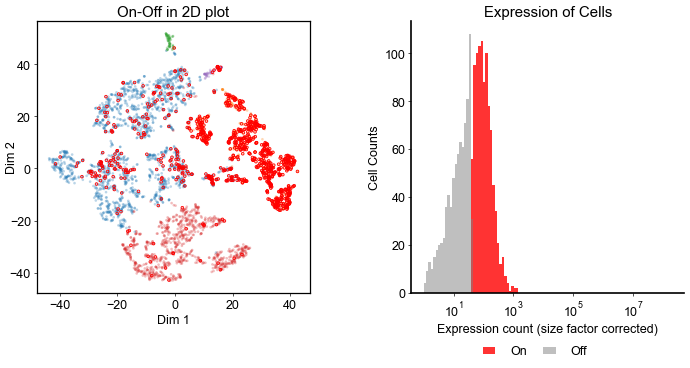 On-Off in 2D plot
40
20
0
−20
−40
−40 −20 0 20 40
Dim 1
Dim 2
Expression of Cells
100
80
60
40
20
0
10^1 10^3 10^5 10^7
Cell Counts
Expression count (size factor corrected)
On Off